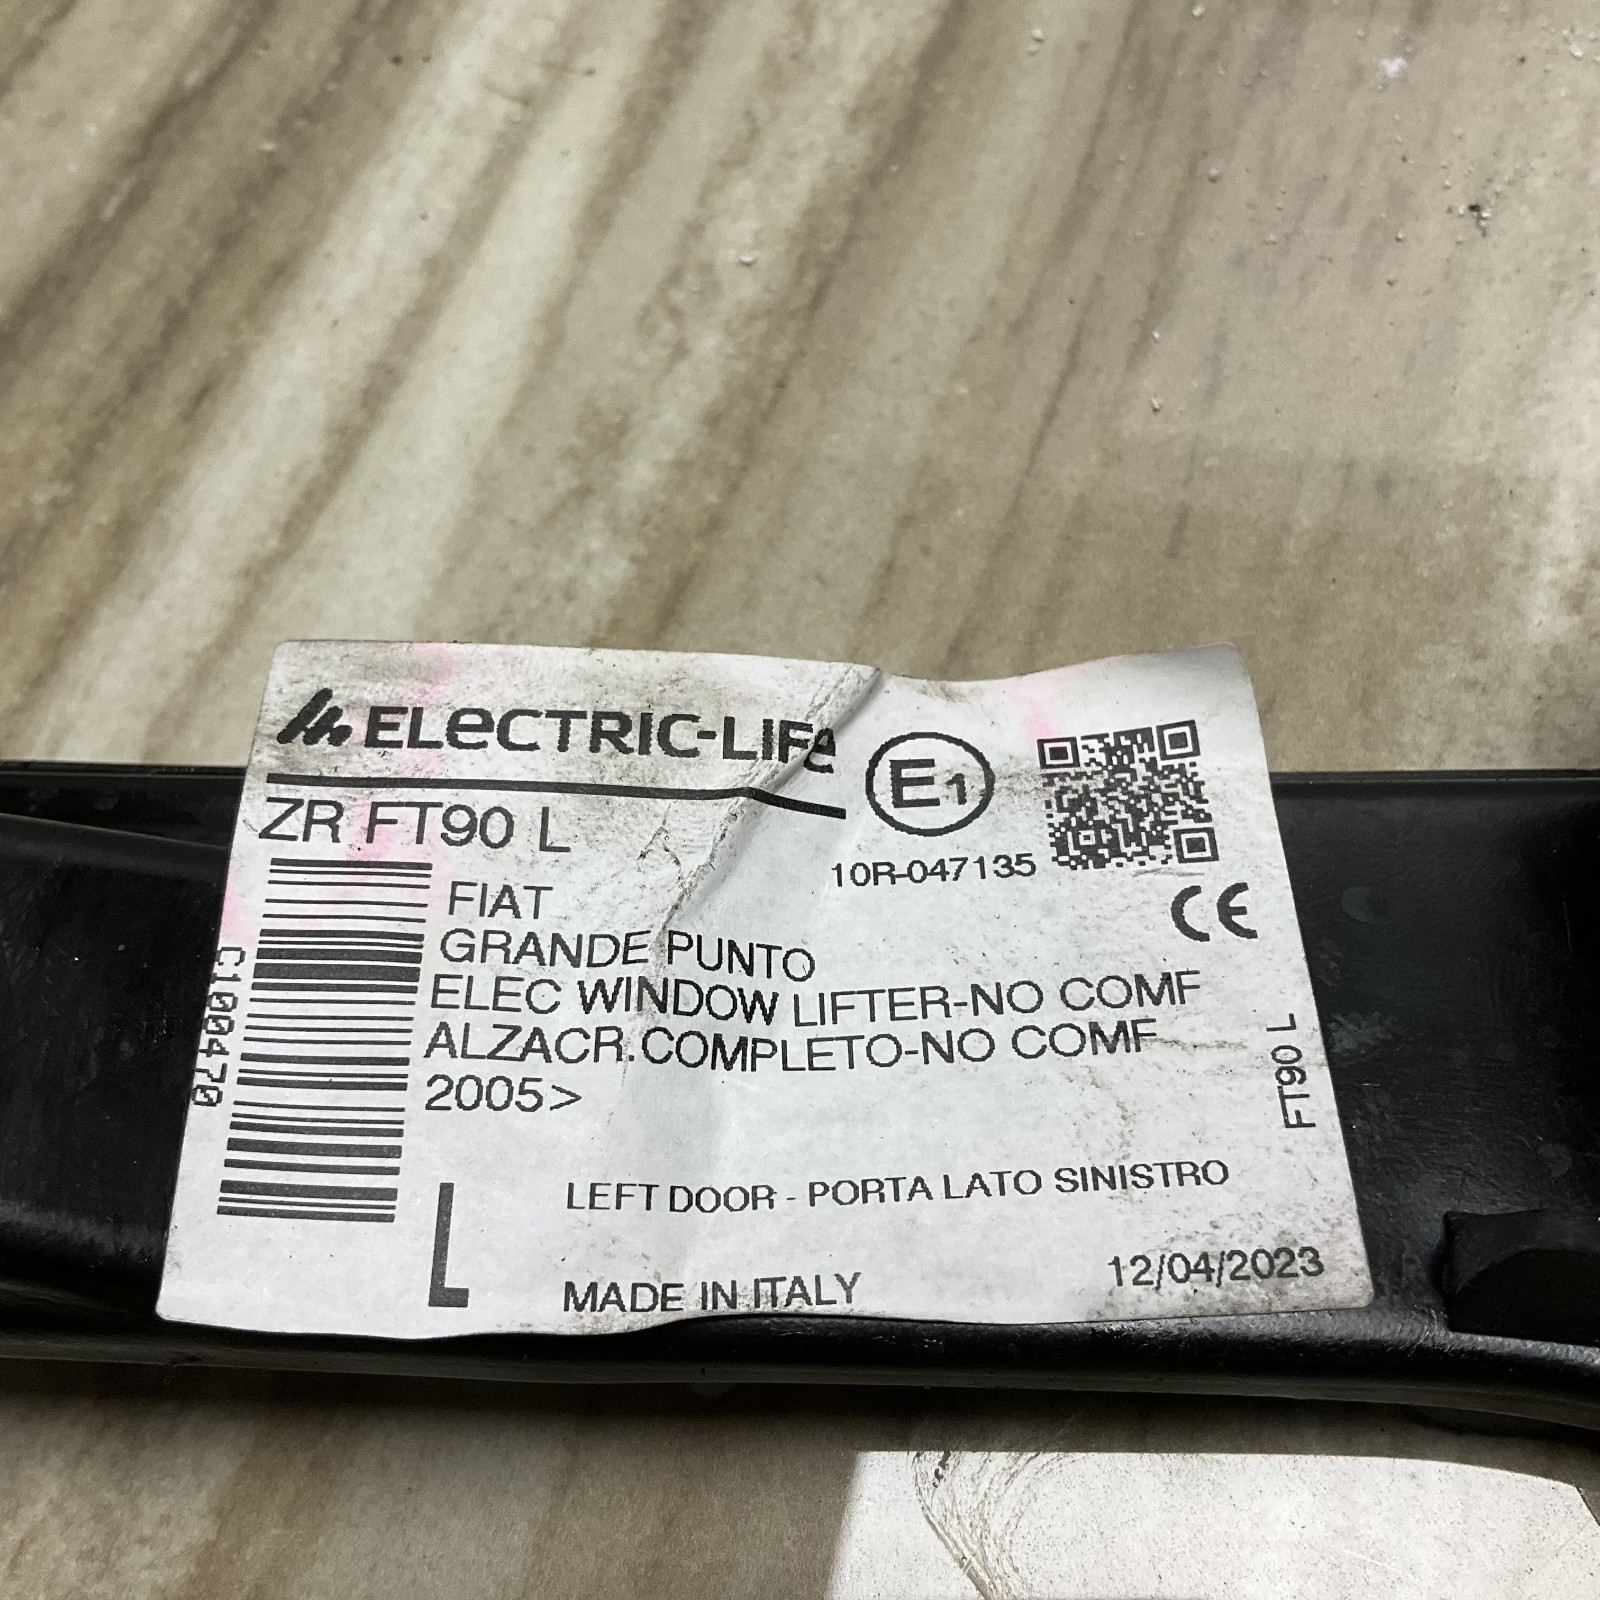 ELECTRIC-LIFE
ZR FT90 L
E1
10R-047135
CE
C100470
FIAT
GRANDE PUNTO
ELEC WINDOW LIFTER-NO COMF
ALZACR.COMPLETO-NO COMF
2005>
FT90 L
L
LEFT DOOR - PORTA LATO SINISTRO
MADE IN ITALY
12/04/2023